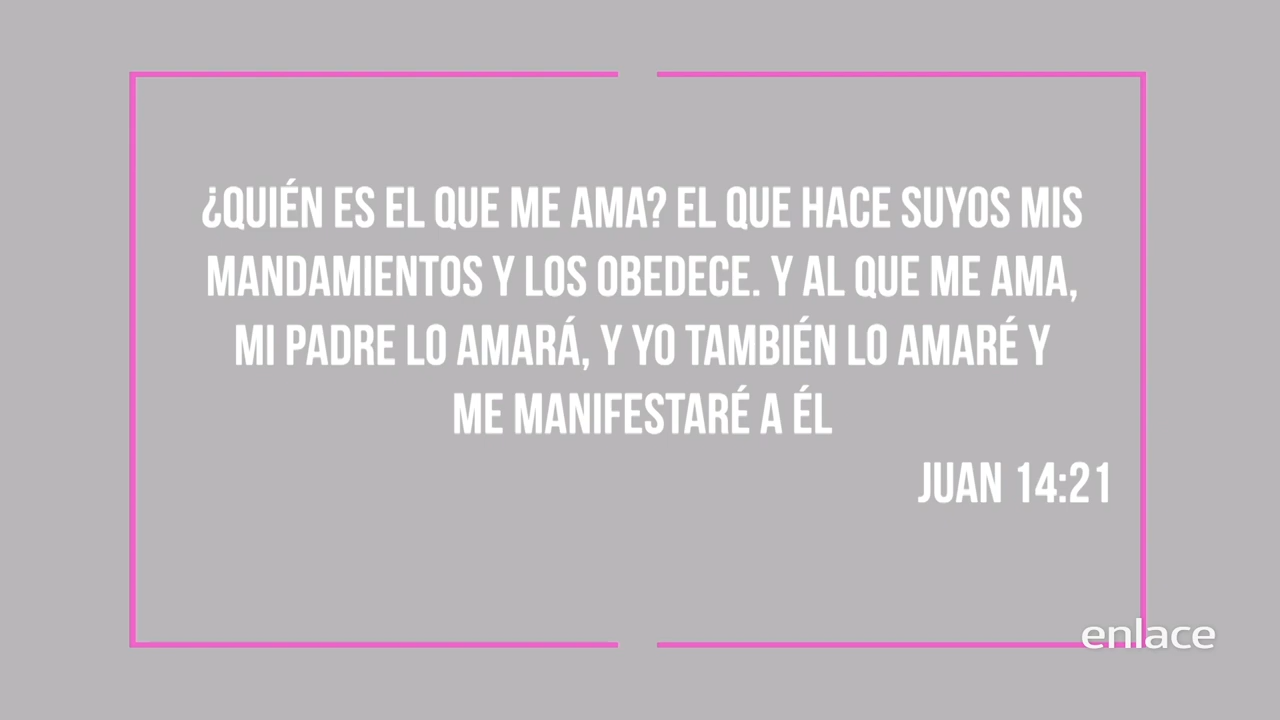 ¿QUIÉN ES EL QUE ME AMA? EL QUE HACE SUYOS MIS
MANDAMIENTOS Y LOS OBEDECE. Y AL QUE ME AMA,
MI PADRE LO AMARÁ, Y YO TAMBIÉN LO AMARÉ Y
ME MANIFESTARÉ A ÉL
JUAN 14:21
enlace